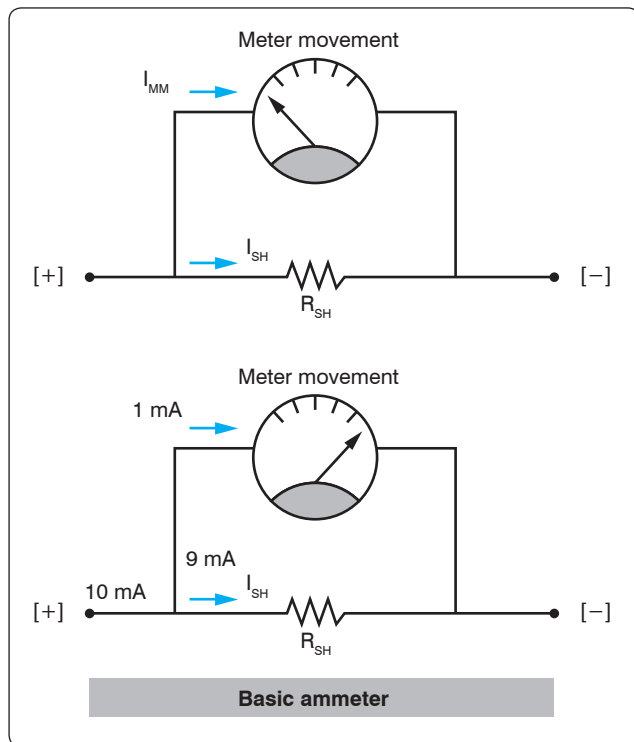 Meter movement
I_MM
I_SH
[+] [−]
R_SH
Meter movement
1 mA
9 mA
10 mA I_SH
[+] [−]
R_SH
Basic ammeter